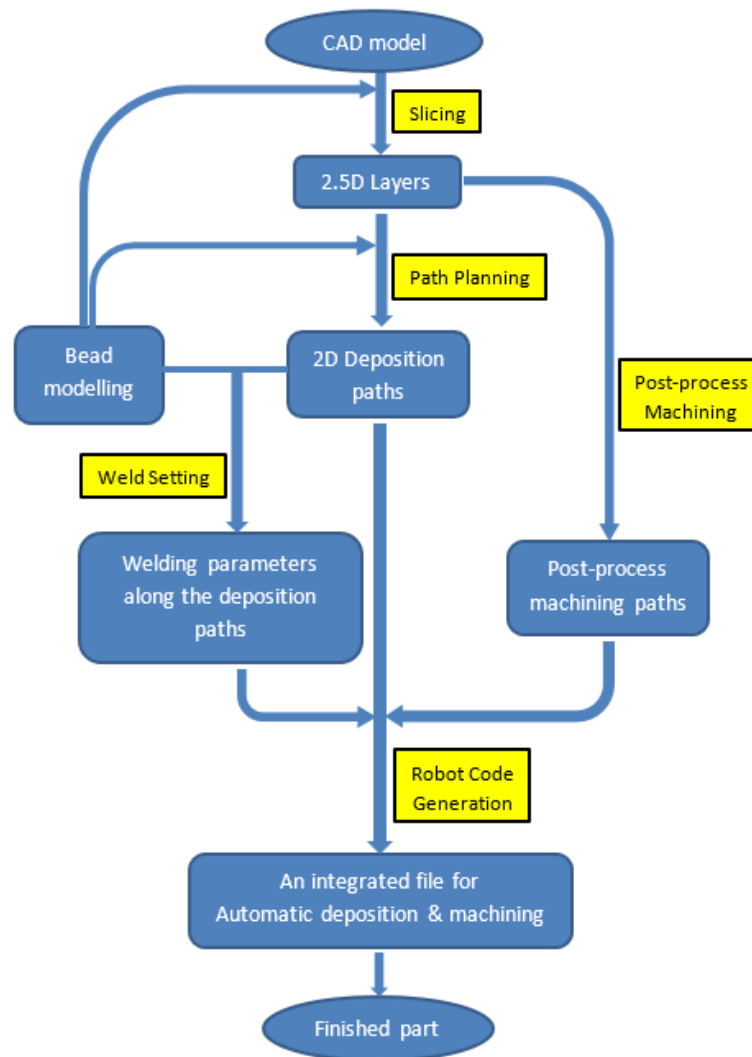 CAD model
Slicing
2.5D Layers
Path Planning
Bead
modelling
2D Deposition
paths
Post-process
Machining
Weld Setting
Welding parameters
along the deposition
paths
Post-process
machining paths
Robot Code
Generation
An integrated file for
Automatic deposition & machining
Finished part